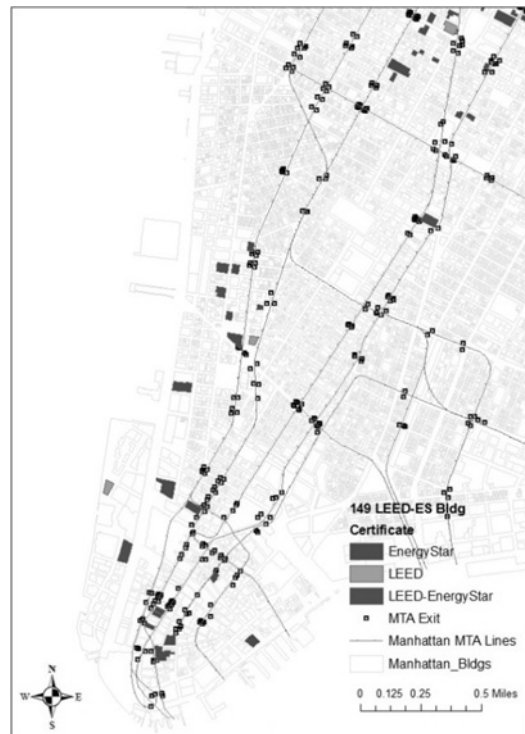 149 LEED-ES Bldg
Certificate
EnergyStar
LEED
LEED-EnergyStar
MTA Exit
Manhattan MTA Lines
Manhattan_Bldgs
N
W E
S
0 0.125 0.25 0.5 Miles